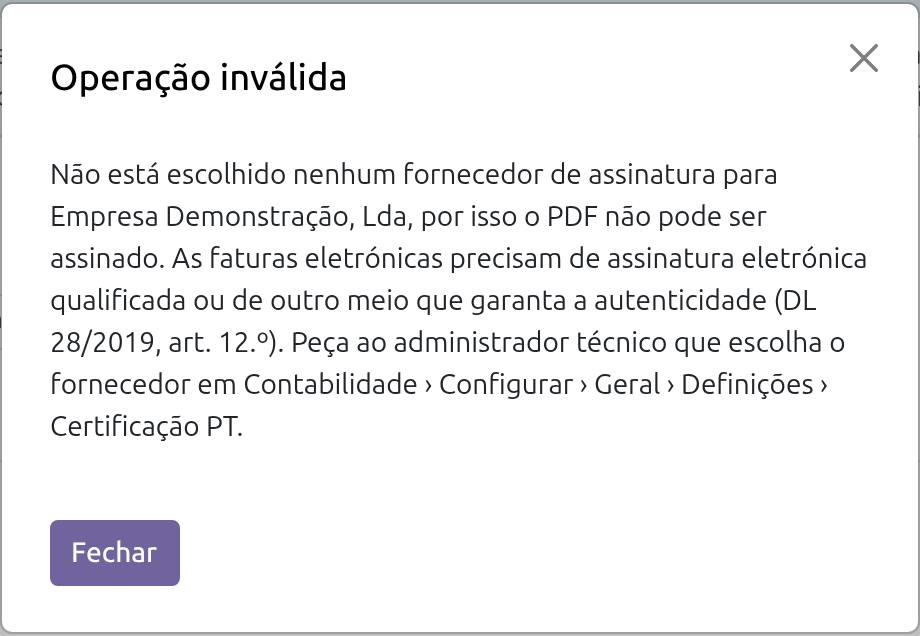 Operação inválida
Não está escolhido nenhum fornecedor de assinatura para
Empresa Demonstração, Lda, por isso o PDF não pode ser
assinado. As faturas eletrónicas precisam de assinatura eletrónica
qualificada ou de outro meio que garanta a autenticidade (DL
28/2019, art. 12.º). Peça ao administrador técnico que escolha o
fornecedor em Contabilidade › Configurar › Geral › Definições ›
Certificação PT.
Fechar